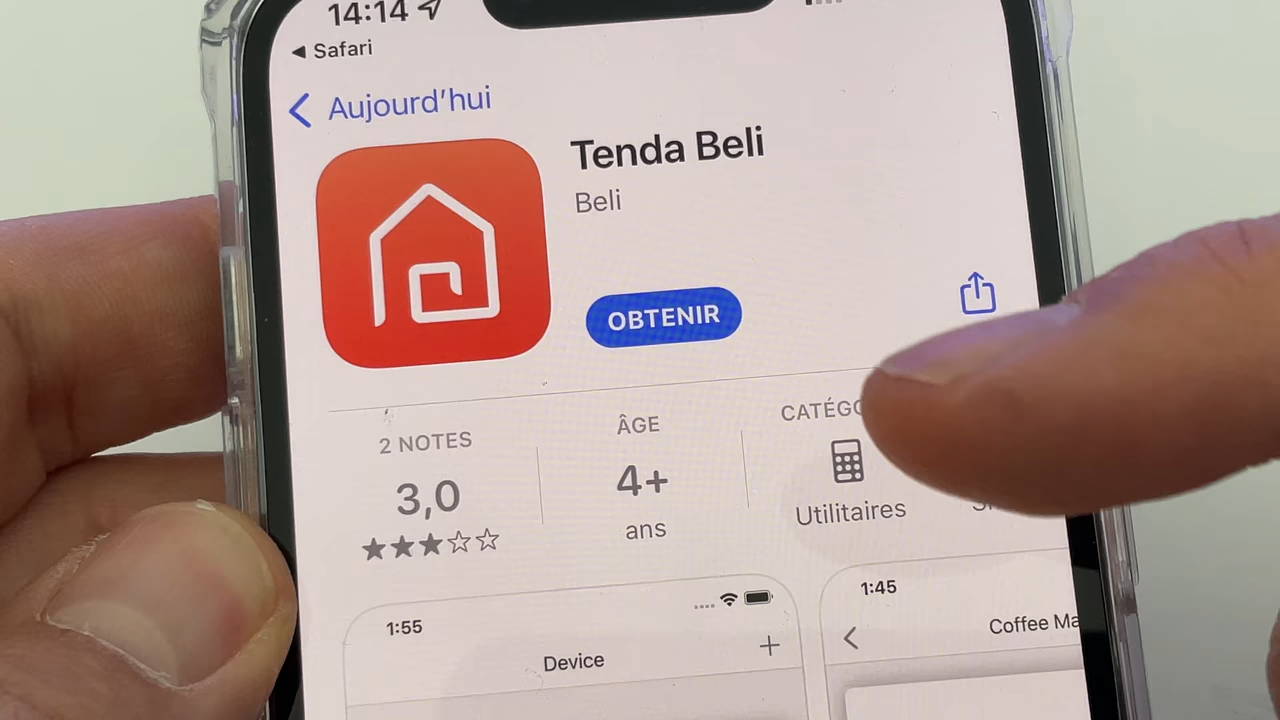 14:14
◀ Safari
Aujourd'hui
Tenda Beli
Beli
OBTENIR
2 NOTES
ÂGE
3,0
4+
ans
Utilitaires
1:55
Device
1:45
Coffee